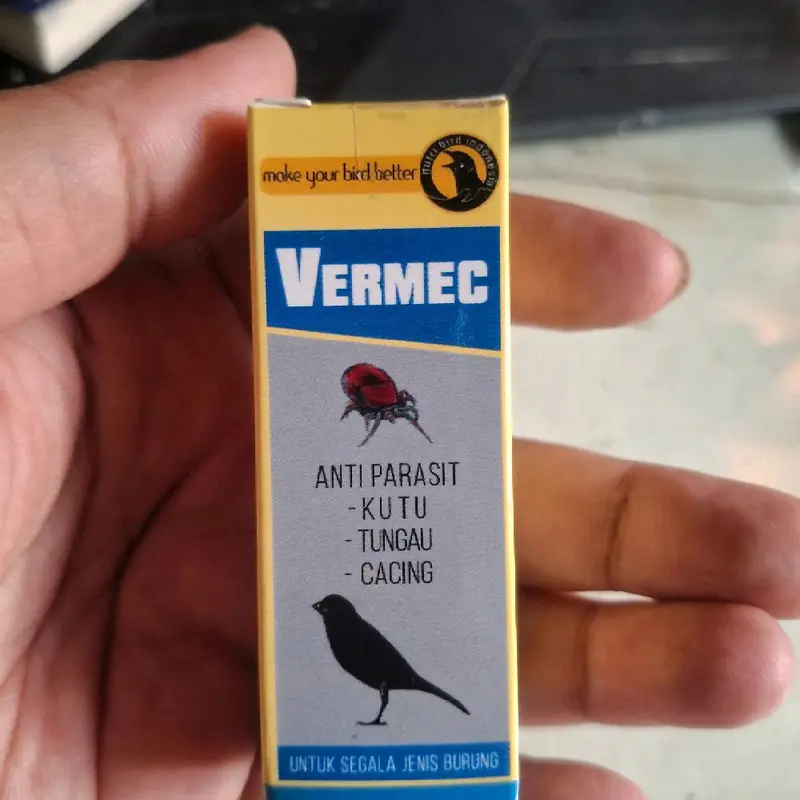 make your bird better
nutri bird indonesia
VERMEC
ANTI PARASIT
- KUTU
- TUNGAU
- CACING
UNTUK SEGALA JENIS BURUNG